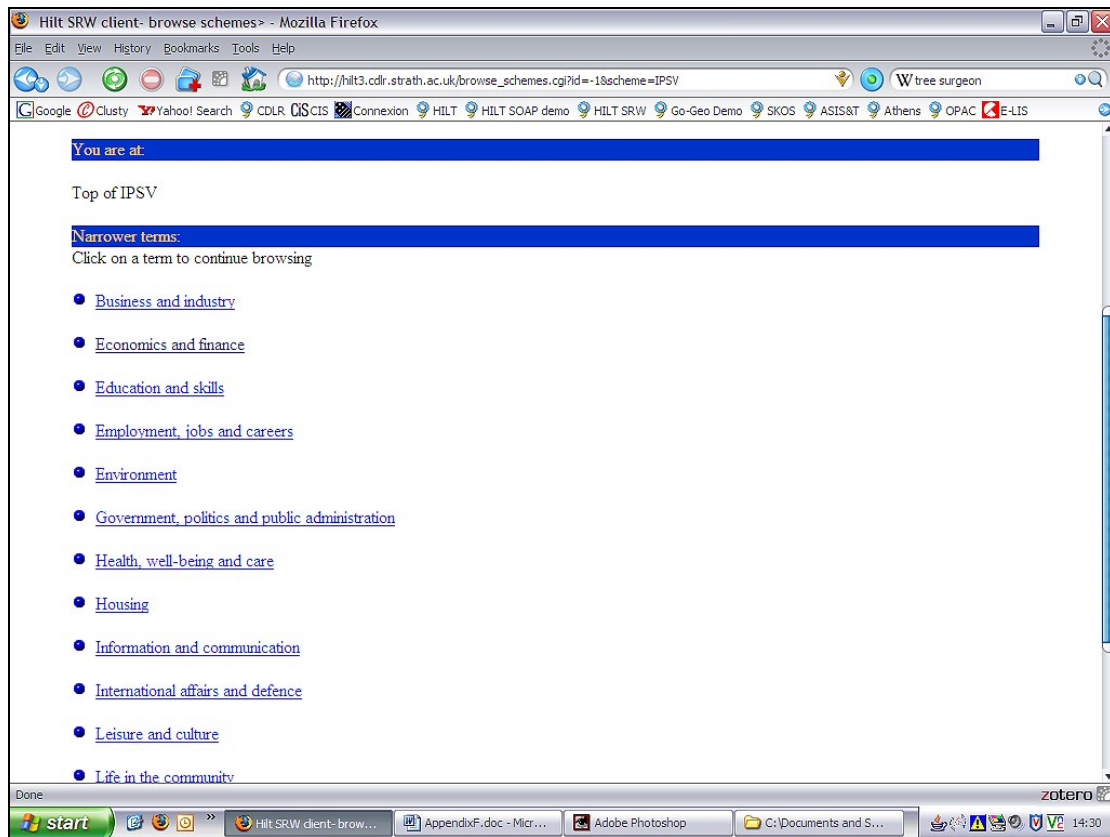 Hilt SRW client- browse schemes> - Mozilla Firefox
File Edit View History Bookmarks Tools Help
http://hilt3.cdlr.strath.ac.uk/browse_schemes.cgi?id=-1&scheme=IPSV W tree surgeon
Google Clusty Yahoo! Search CDLR CiS CIS Connexion HILT HILT SOAP demo HILT SRW Go-Geo Demo SKOS ASIS&T Athens OPAC E-LIS
You are at:
Top of IPSV
Narrower terms:
Click on a term to continue browsing
Business and industry
Economics and finance
Education and skills
Employment, jobs and careers
Environment
Government, politics and public administration
Health, well-being and care
Housing
Information and communication
International affairs and defence
Leisure and culture
Life in the community
Done zotero
start » Hilt SRW client- brow... AppendixF.doc - Micr... Adobe Photoshop C:\Documents and S... 14:30